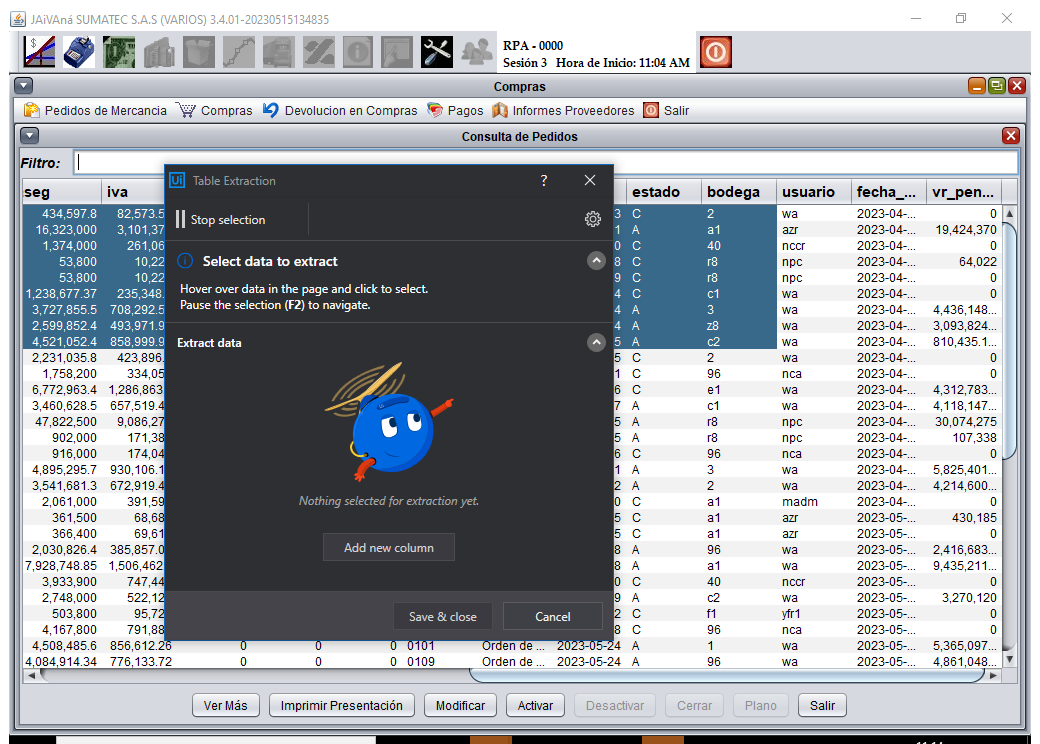 JAiVAná SUMATEC S.A.S (VARIOS) 3.4.01-20230515134835
RPA - 0000
Sesión 3 Hora de Inicio: 11:04 AM
Compras
Pedidos de Mercancia Compras Devolucion en Compras Pagos Informes Proveedores Salir
Consulta de Pedidos
Filtro:
seg iva estado bodega usuario fecha_... vr_pen...
434,597.8 82,573.5 3 C 2 wa 2023-04-... 0
16,323,000 3,101,37 1 A a1 azr 2023-04-... 19,424,370
1,374,000 261,06 0 C 40 nccr 2023-04-... 0
53,800 10,22 8 C r8 npc 2023-04-... 64,022
53,800 10,22 9 C r8 npc 2023-04-... 0
1,238,677.37 235,348. 4 C c1 wa 2023-04-... 0
3,727,855.5 708,292.5 4 A 3 wa 2023-04-... 4,436,148...
2,599,852.4 493,971.9 4 A z8 wa 2023-04-... 3,093,824...
4,521,052.4 858,999.9 5 A c2 wa 2023-04-... 810,435.1...
2,231,035.8 423,896. 5 C 2 wa 2023-04-... 0
1,758,200 334,05 1 C 96 nca 2023-04-... 0
6,772,963.4 1,286,863 6 C e1 wa 2023-04-... 4,312,783...
3,460,628.5 657,519.4 7 A c1 wa 2023-04-... 4,118,147...
47,822,500 9,086,27 5 A r8 npc 2023-04-... 30,074,275
902,000 171,38 5 A r8 npc 2023-04-... 107,338
916,000 174,04 6 C 96 nca 2023-04-... 0
4,895,295.7 930,106.1 1 A 3 wa 2023-04-... 5,825,401...
3,541,681.3 672,919.4 2 A 2 wa 2023-04-... 4,214,600...
2,061,000 391,59 0 C a1 madm 2023-04-... 0
361,500 68,68 5 C a1 azr 2023-05-... 430,185
366,400 69,61 5 C a1 azr 2023-05-... 0
2,030,826.4 385,857.0 8 A 96 wa 2023-05-... 2,416,683...
7,928,748.85 1,506,462 8 A a1 wa 2023-05-... 9,435,211...
3,933,900 747,44 0 C 40 nccr 2023-05-... 0
2,748,000 522,12 9 A c2 wa 2023-05-... 3,270,120
503,800 95,72 2 C f1 yfr1 2023-05-... 0
4,167,800 791,88 8 C 96 nca 2023-05-... 0
4,508,485.6 856,612.26 0 0 0 0101 Orden de ... 2023-05-24 A 1 wa 2023-05-... 5,365,097...
4,084,914.34 776,133.72 0 0 0 0109 Orden de ... 2023-05-24 A 96 wa 2023-05-... 4,861,048...
Ui Table Extraction ?
Stop selection
Select data to extract
Hover over data in the page and click to select.
Pause the selection (F2) to navigate.
Extract data
Nothing selected for extraction yet.
Add new column
Save & close Cancel
Ver Más Imprimir Presentación Modificar Activar Desactivar Cerrar Plano Salir